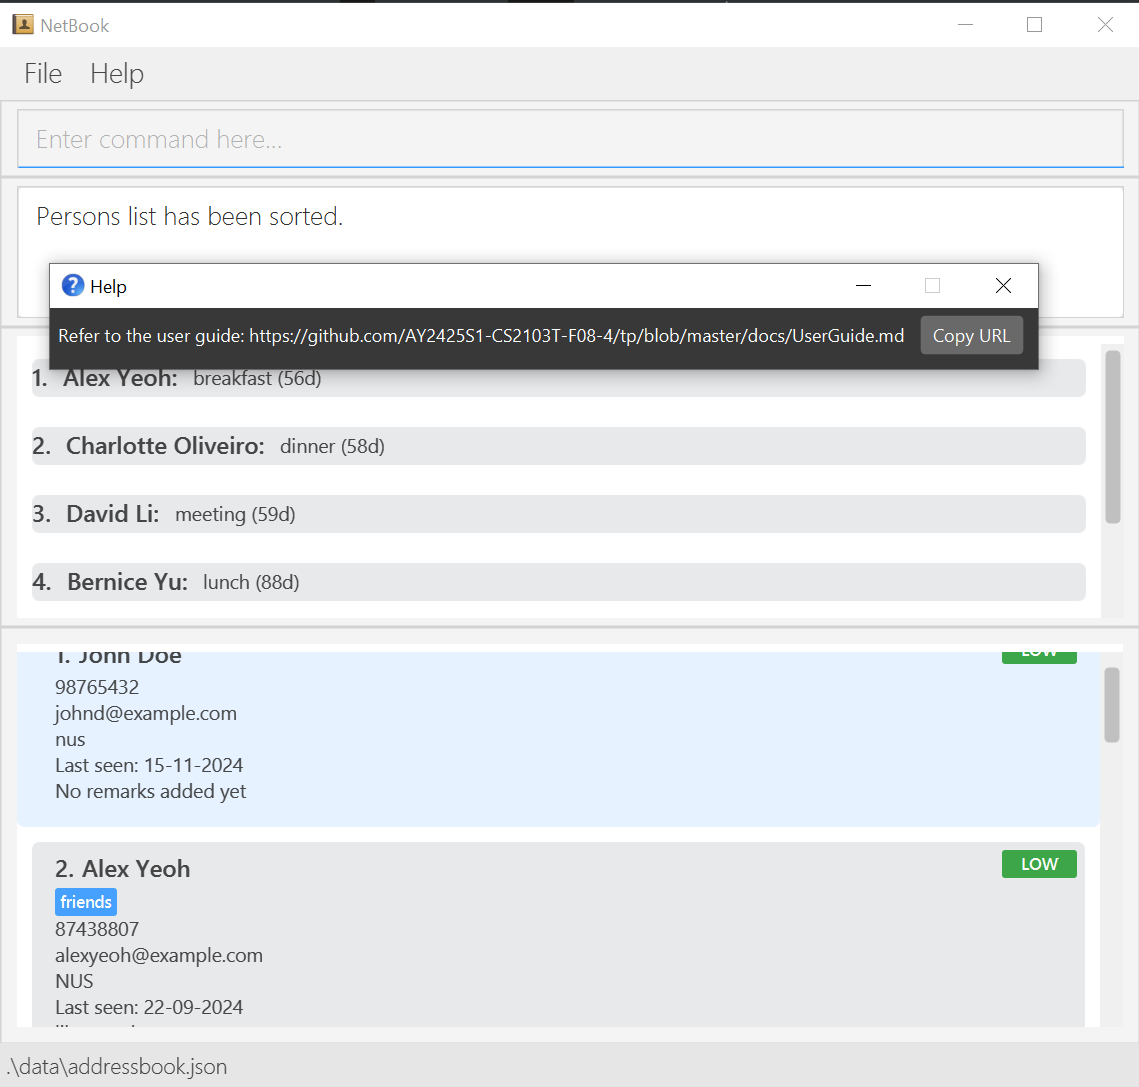 NetBook
File Help
Enter command here...
Persons list has been sorted.
Help
Refer to the user guide: https://github.com/AY2425S1-CS2103T-F08-4/tp/blob/master/docs/UserGuide.md Copy URL
1. Alex Yeoh: breakfast (56d)
2. Charlotte Oliveiro: dinner (58d)
3. David Li: meeting (59d)
4. Bernice Yu: lunch (88d)
1. John Doe LOW
98765432
johnd@example.com
nus
Last seen: 15-11-2024
No remarks added yet
2. Alex Yeoh LOW
friends
87438807
alexyeoh@example.com
NUS
Last seen: 22-09-2024
.\data\addressbook.json